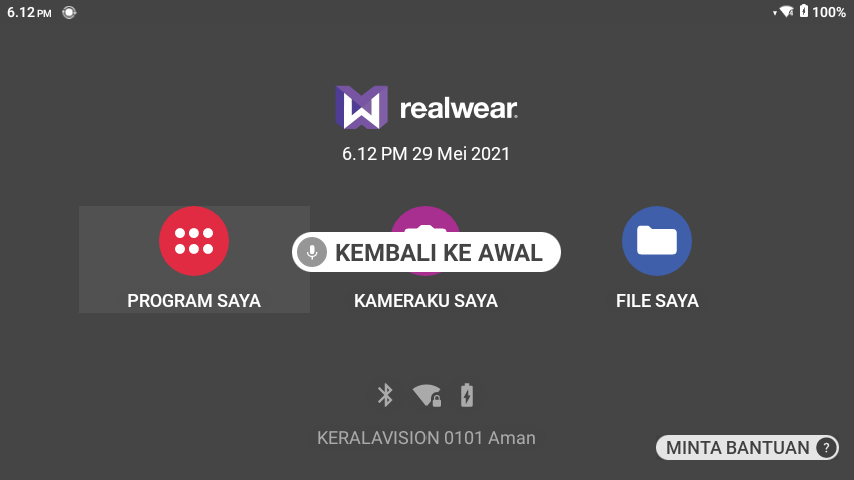 6.12 PM
100%
realwear
6.12 PM 29 Mei 2021
KEMBALI KE AWAL
PROGRAM SAYA
KAMERAKU SAYA
FILE SAYA
KERALAVISION 0101 Aman
MINTA BANTUAN ?